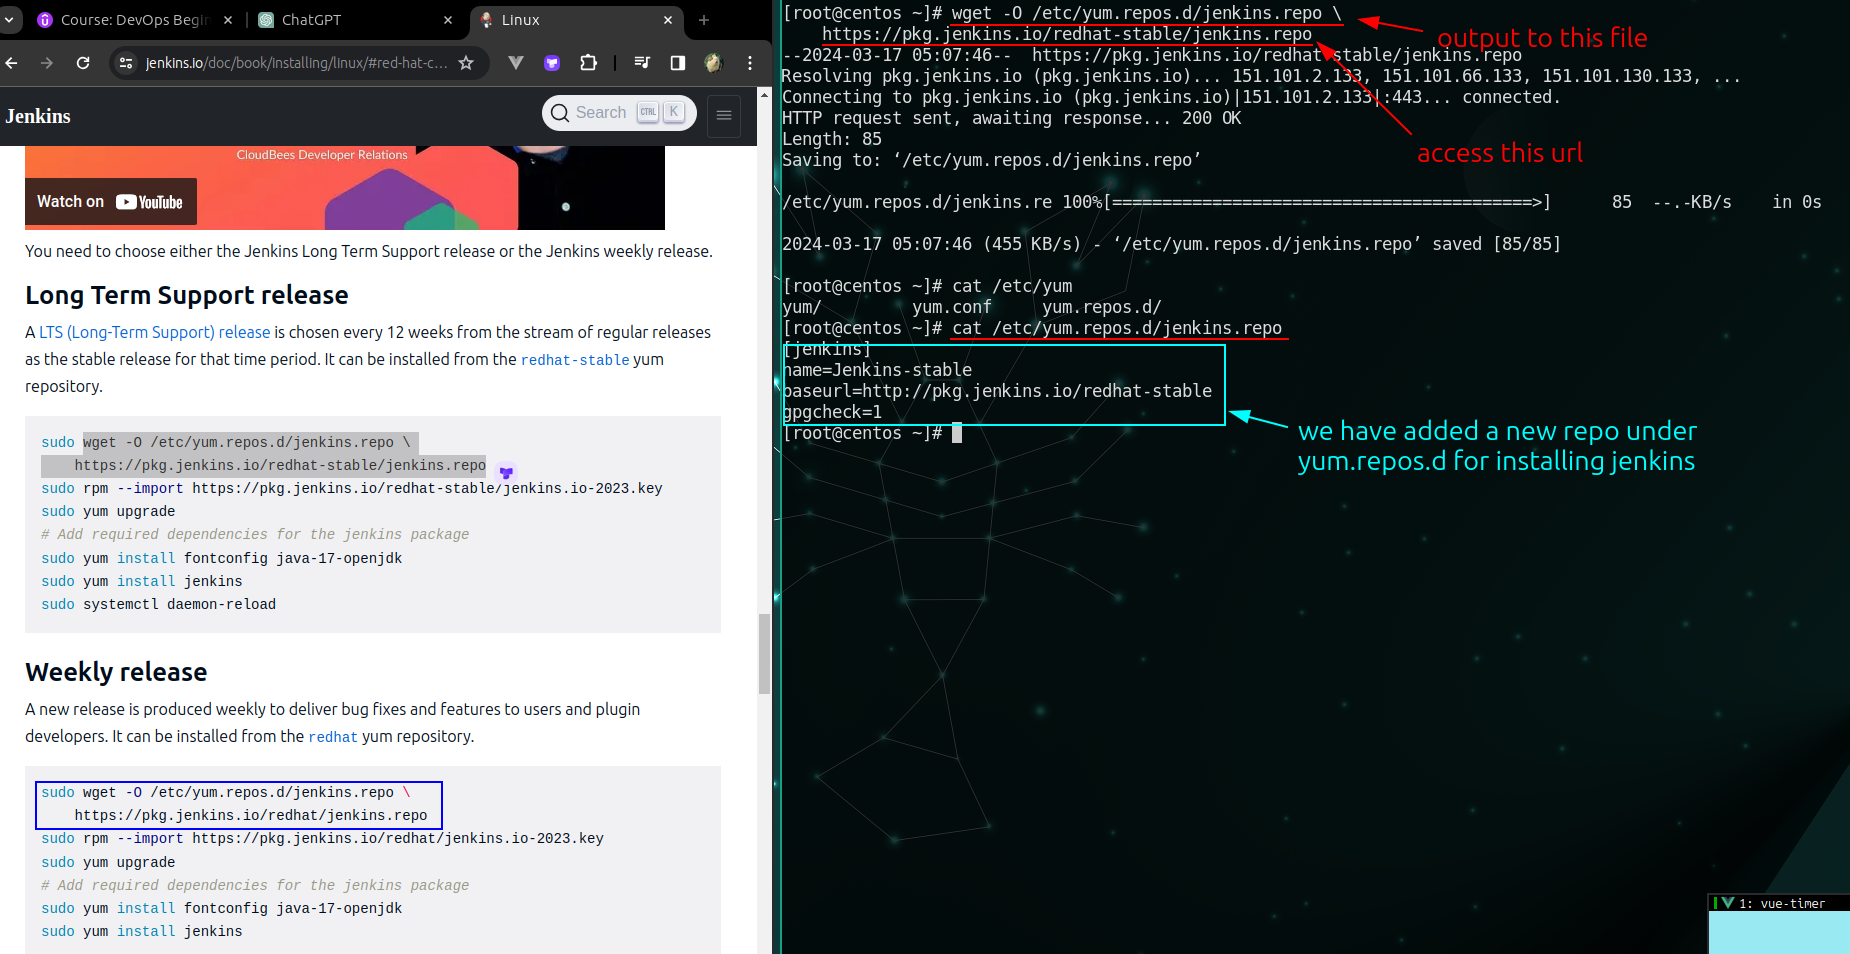 Course: DevOps Begin
ChatGPT
Linux
jenkins.io/doc/book/installing/linux/#red-hat-c...
Jenkins
Search CTRL K
CloudBees Developer Relations
Watch on YouTube
You need to choose either the Jenkins Long Term Support release or the Jenkins weekly release.
Long Term Support release
A LTS (Long-Term Support) release is chosen every 12 weeks from the stream of regular releases
as the stable release for that time period. It can be installed from the redhat-stable yum
repository.
sudo wget -O /etc/yum.repos.d/jenkins.repo \
https://pkg.jenkins.io/redhat-stable/jenkins.repo
sudo rpm --import https://pkg.jenkins.io/redhat-stable/jenkins.io-2023.key
sudo yum upgrade
# Add required dependencies for the jenkins package
sudo yum install fontconfig java-17-openjdk
sudo yum install jenkins
sudo systemctl daemon-reload
Weekly release
A new release is produced weekly to deliver bug fixes and features to users and plugin
developers. It can be installed from the redhat yum repository.
sudo wget -O /etc/yum.repos.d/jenkins.repo \
https://pkg.jenkins.io/redhat/jenkins.repo
sudo rpm --import https://pkg.jenkins.io/redhat/jenkins.io-2023.key
sudo yum upgrade
# Add required dependencies for the jenkins package
sudo yum install fontconfig java-17-openjdk
sudo yum install jenkins
[root@centos ~]# wget -O /etc/yum.repos.d/jenkins.repo \
https://pkg.jenkins.io/redhat-stable/jenkins.repo
output to this file
--2024-03-17 05:07:46--  https://pkg.jenkins.io/redhat-stable/jenkins.repo
Resolving pkg.jenkins.io (pkg.jenkins.io)... 151.101.2.133, 151.101.66.133, 151.101.130.133, ...
Connecting to pkg.jenkins.io (pkg.jenkins.io)|151.101.2.133|:443... connected.
HTTP request sent, awaiting response... 200 OK
Length: 85
access this url
Saving to: ‘/etc/yum.repos.d/jenkins.repo’
/etc/yum.repos.d/jenkins.re 100%[==========================================>]      85  --.-KB/s    in 0s
2024-03-17 05:07:46 (455 KB/s) - ‘/etc/yum.repos.d/jenkins.repo’ saved [85/85]
[root@centos ~]# cat /etc/yum
yum/         yum.conf     yum.repos.d/
[root@centos ~]# cat /etc/yum.repos.d/jenkins.repo
[jenkins]
name=Jenkins-stable
baseurl=http://pkg.jenkins.io/redhat-stable
gpgcheck=1
[root@centos ~]#
we have added a new repo under
yum.repos.d for installing jenkins
1: vue-timer